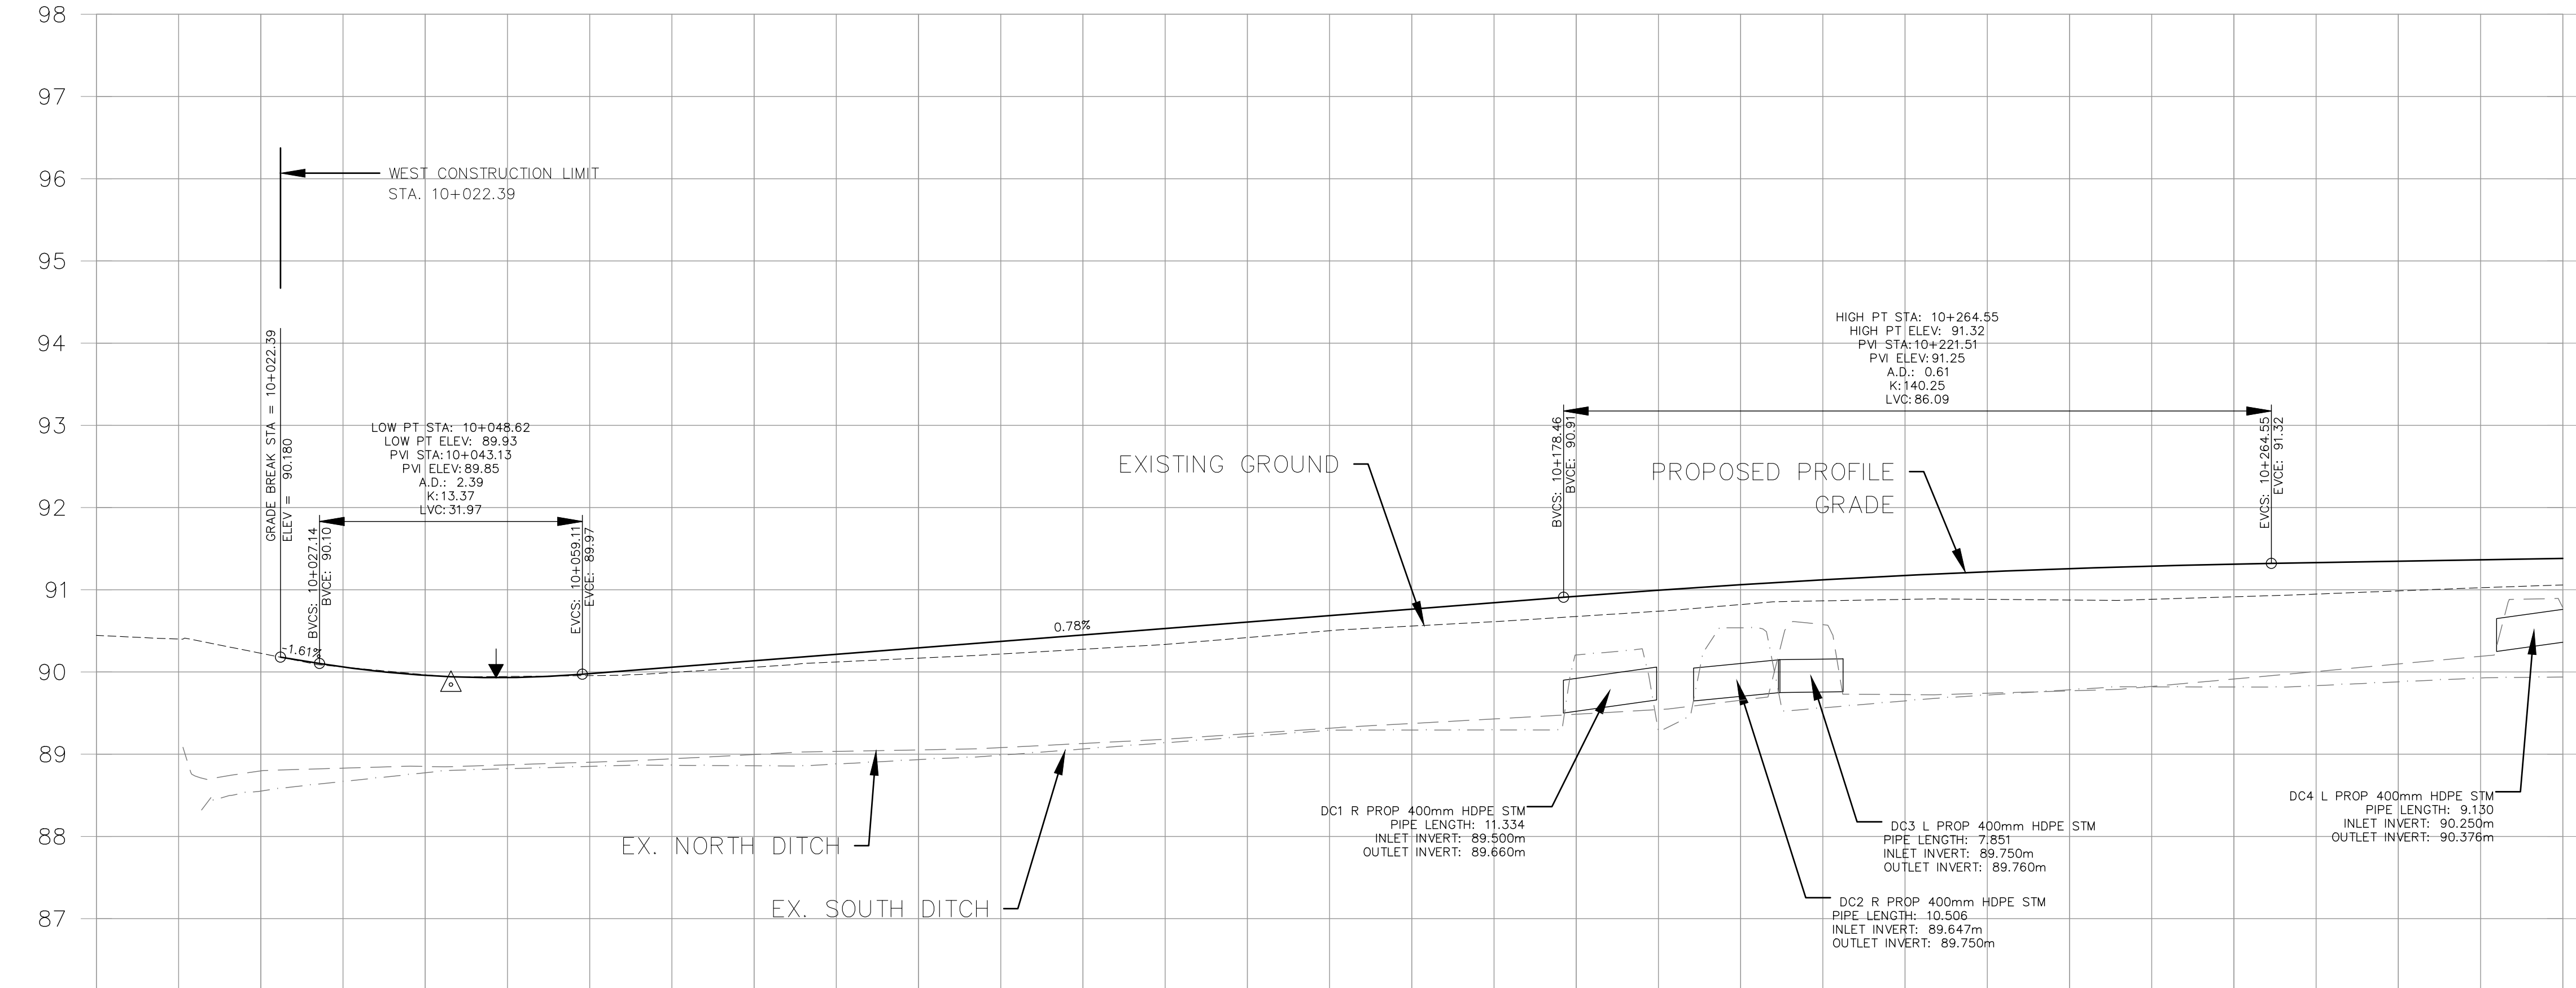 98
97
96
95
94
93
92
91
90
89
88
87
WEST CONSTRUCTION LIMIT
STA. 10+022.39
GRADE BREAK STA = 10+022.39
ELEV = 90.180
LOW PT STA: 10+048.62
LOW PT ELEV: 89.93
PVI STA:10+043.13
PVI ELEV:89.85
A.D.: 2.39
K:13.37
LVC:31.97
BVCS: 10+027.14
BVCE: 90.10
EVCS: 10+059.11
EVCE: 89.97
-1.61%
0.78%
EXISTING GROUND
PROPOSED PROFILE
GRADE
HIGH PT STA: 10+264.55
HIGH PT ELEV: 91.32
PVI STA:10+221.51
PVI ELEV:91.25
A.D.: 0.61
K:140.25
LVC:86.09
BVCS: 10+178.46
BVCE: 90.91
EVCS: 10+264.55
EVCE: 91.32
EX. NORTH DITCH
EX. SOUTH DITCH
DC1 R PROP 400mm HDPE STM
PIPE LENGTH: 11.334
INLET INVERT: 89.500m
OUTLET INVERT: 89.660m
DC3 L PROP 400mm HDPE STM
PIPE LENGTH: 7.851
INLET INVERT: 89.750m
OUTLET INVERT: 89.760m
DC2 R PROP 400mm HDPE STM
PIPE LENGTH: 10.506
INLET INVERT: 89.647m
OUTLET INVERT: 89.750m
DC4 L PROP 400mm HDPE STM
PIPE LENGTH: 9.130
INLET INVERT: 90.250m
OUTLET INVERT: 90.376m